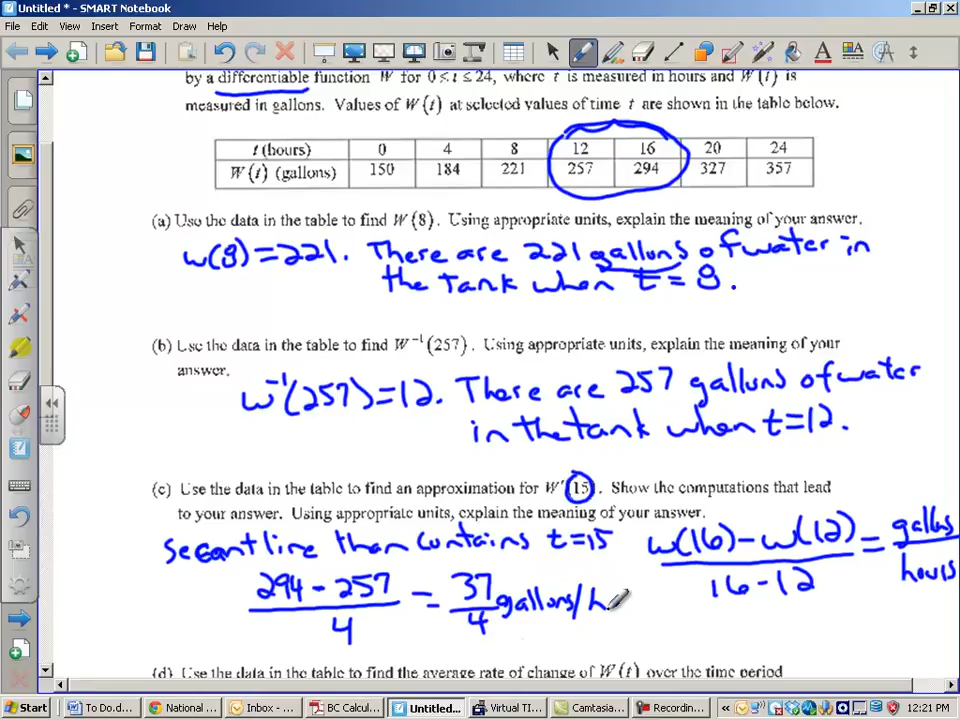 Untitled * - SMART Notebook
File Edit View Insert Format Draw Help
by a differentiable function W for 0 ≤ t ≤ 24, where t is measured in hours and W(t) is
measured in gallons. Values of W(t) at selected values of time t are shown in the table below.
t (hours) 0 4 8 12 16 20 24
W(t) (gallons) 150 184 221 257 294 327 357
(a) Use the data in the table to find W(8). Using appropriate units, explain the meaning of your answer.
w(8) = 221. There are 221 gallons of water in
the tank when t = 8.
(b) Use the data in the table to find W⁻¹(257). Using appropriate units, explain the meaning of your
answer.
w⁻¹(257) = 12. There are 257 gallons of water
in the tank when t = 12.
(c) Use the data in the table to find an approximation for W'(15). Show the computations that lead
to your answer. Using appropriate units, explain the meaning of your answer.
secant line than contains t = 15 w(16) - w(12) / 16 - 12 = gallons / hours
294 - 257 / 4 = 37/4 gallons/h
(d) Use the data in the table to find the average rate of change of W(t) over the time period
Start To Do.d... National ... Inbox - ... BC Calcu... Untitled... Virtual TI... Camtasia... Recordin... 12:21 PM